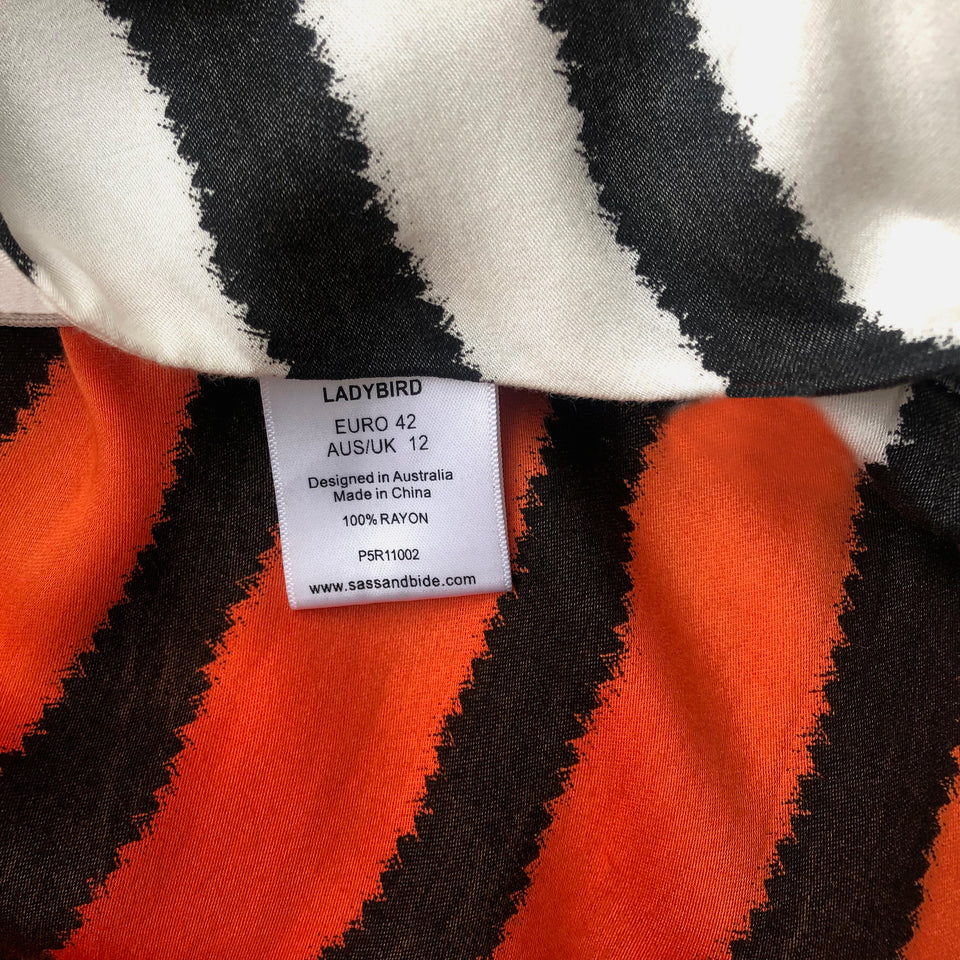 LADYBIRD
EURO 42
AUS/UK 12
Designed in Australia
Made in China
100% RAYON
P5R11002
www.sassandbide.com